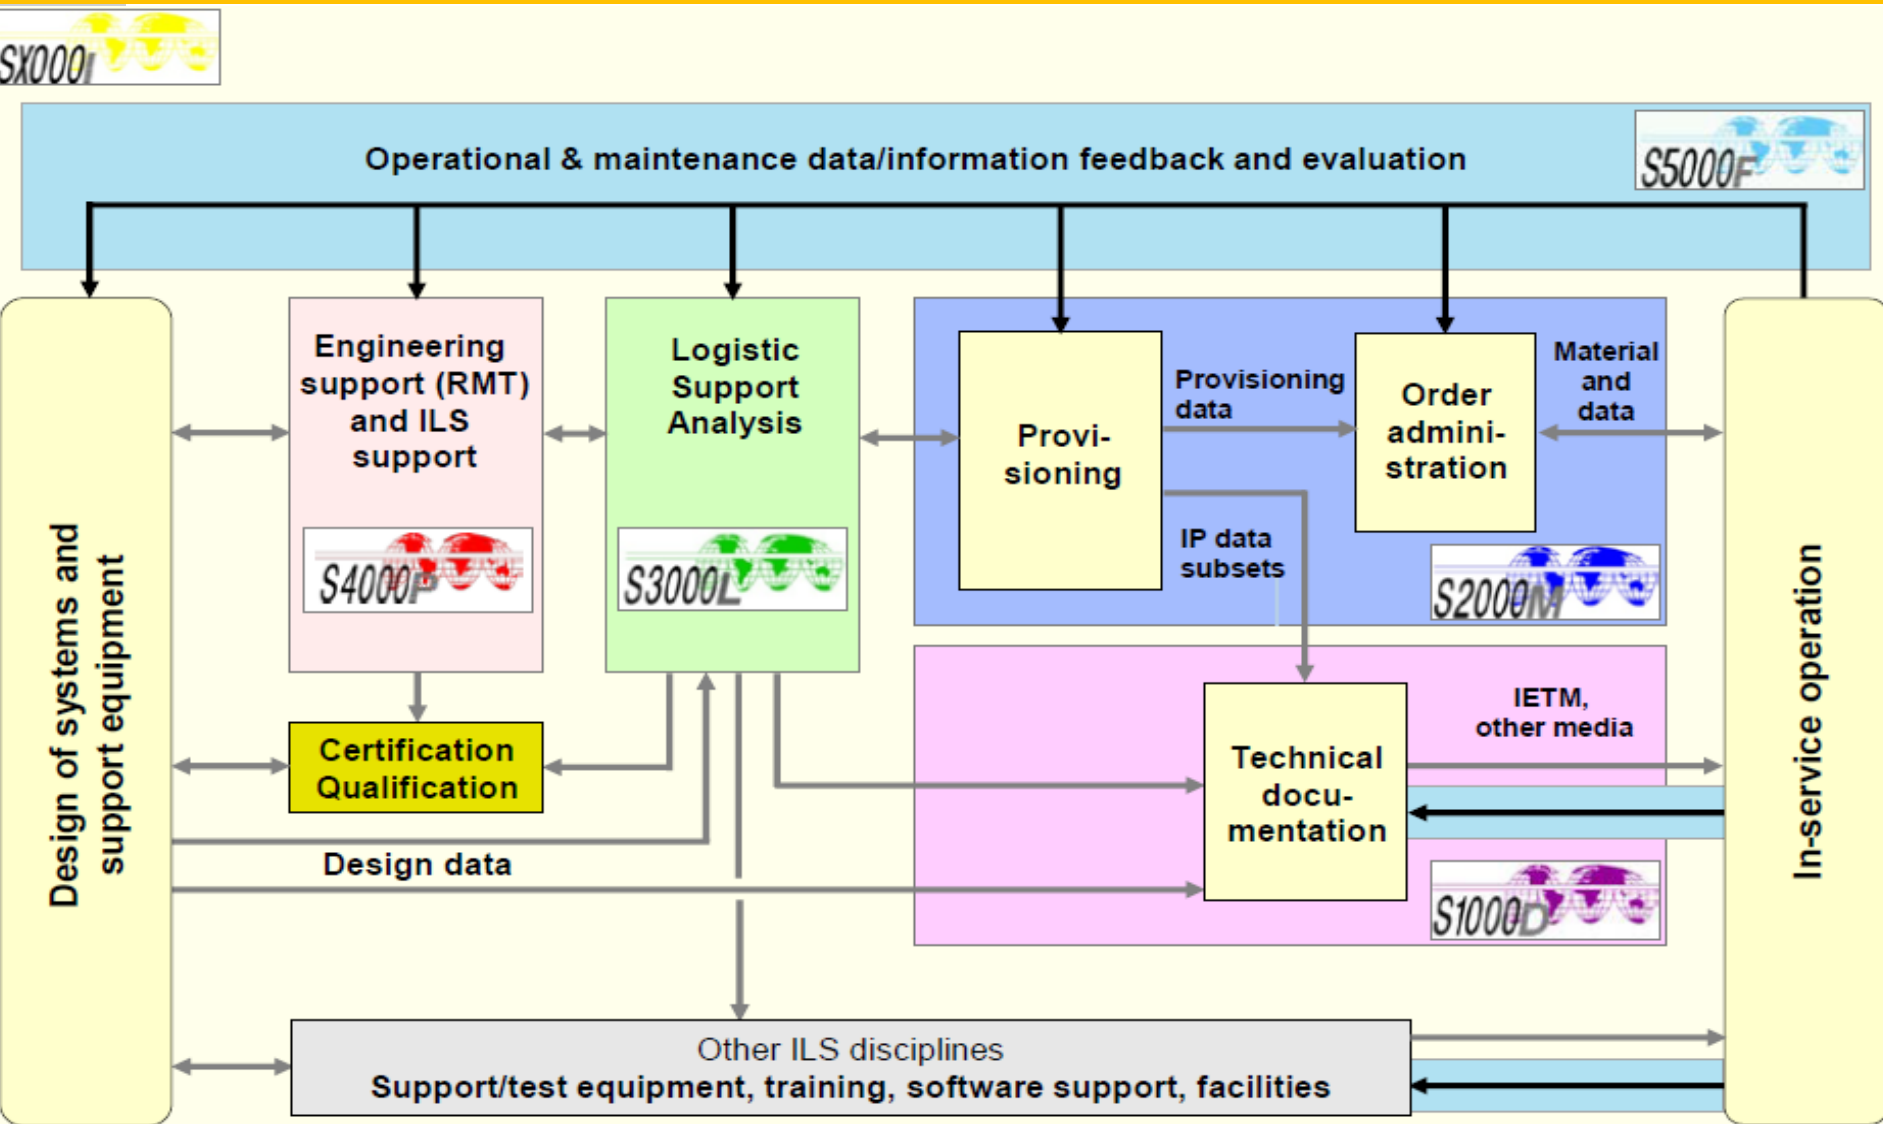 SX000I
Operational & maintenance data/information feedback and evaluation
S5000F
Engineering
support (RMT)
and ILS
support
S4000P
Logistic
Support
Analysis
S3000L
Provi-
sioning
Provisioning
data
IP data
subsets
Order
admini-
stration
Material
and
data
S2000M
Design of systems and
support equipment
In-service operation
Certification
Qualification
Design data
Technical
docu-
mentation
IETM,
other media
S1000D
Other ILS disciplines
Support/test equipment, training, software support, facilities